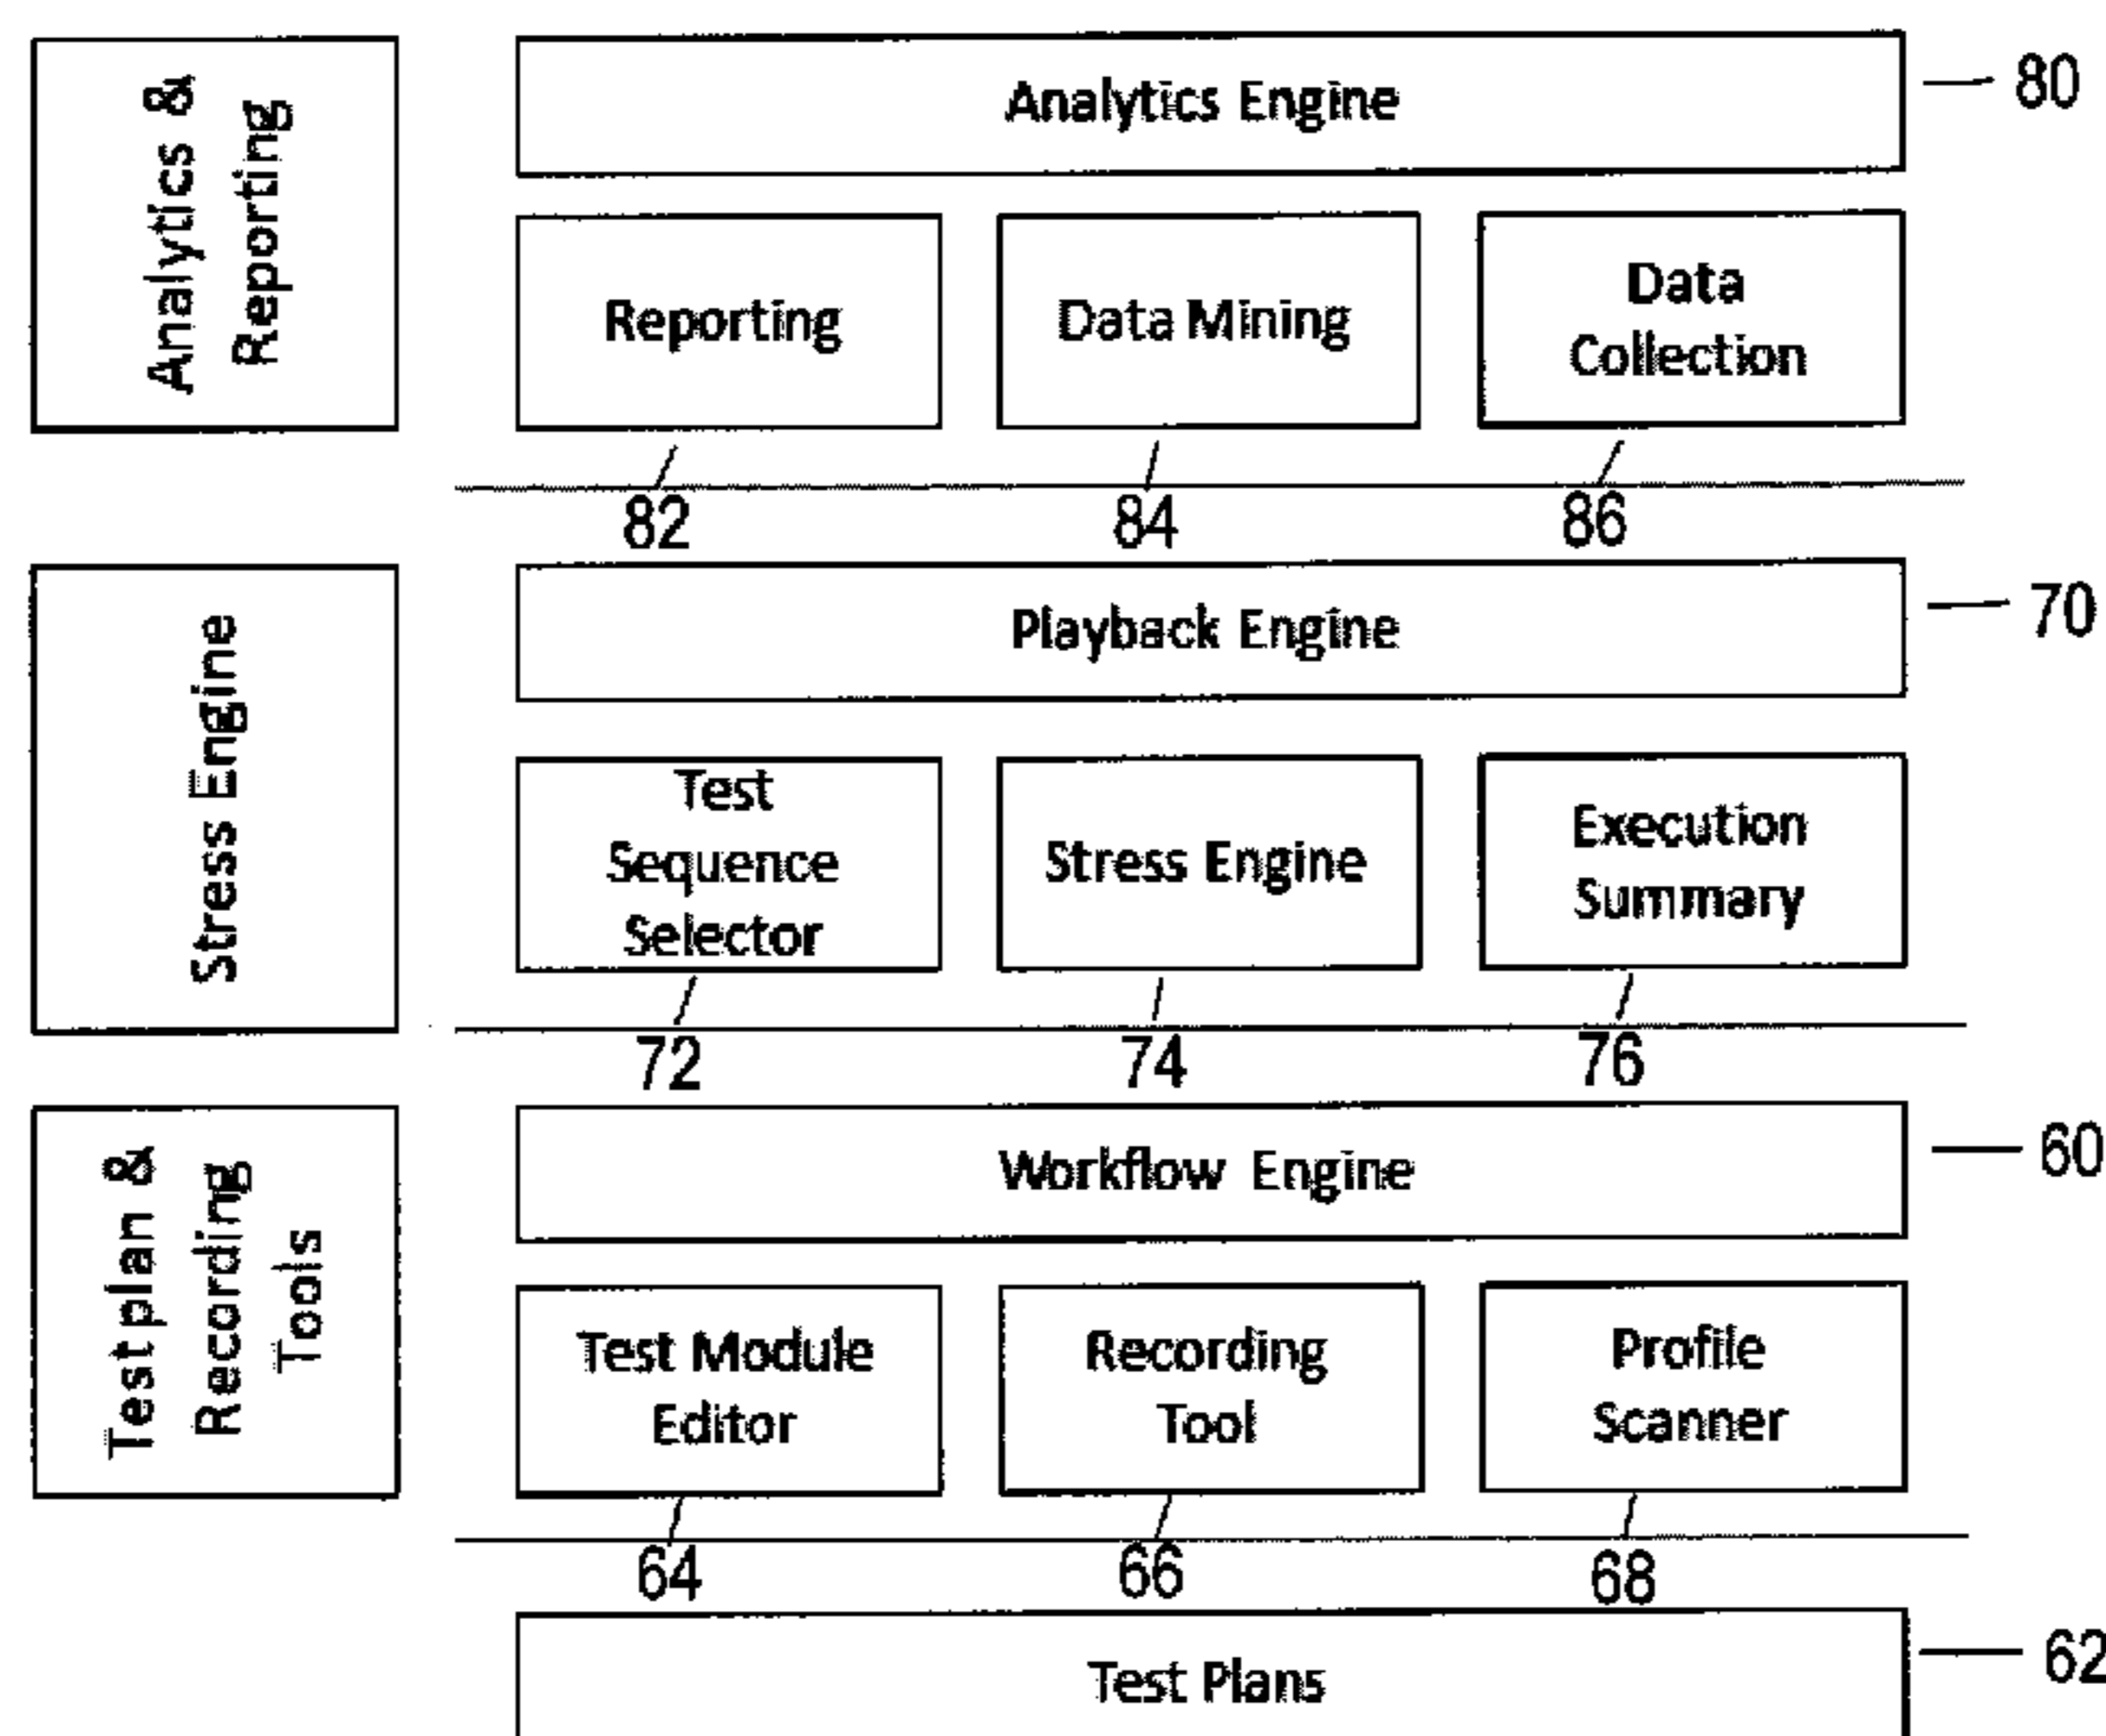 Analytics &
Reporting
Analytics Engine
80
Reporting
Data Mining
Data
Collection
82
84
86
Stress Engine
Playback Engine
70
Test
Sequence
Selector
Stress Engine
Execution
Summary
72
74
76
Testplan &
Recording
Tools
Workflow Engine
60
Test Module
Editor
Recording
Tool
Profile
Scanner
64
66
68
Test Plans
62